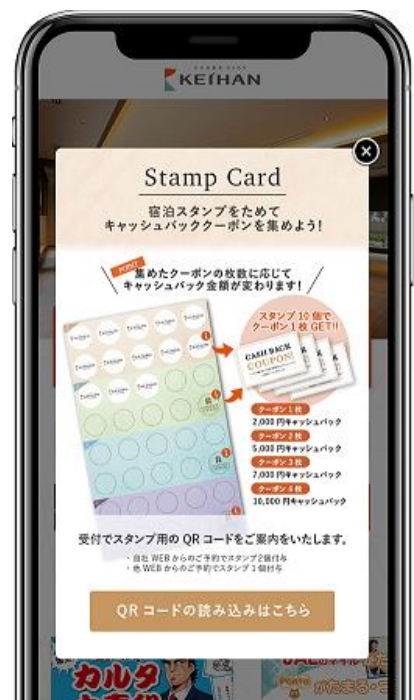 KEIHAN
Stamp Card
宿泊スタンプをためて
キャッシュバッククーポンを集めよう!
POINT
集めたクーポンの枚数に応じて
キャッシュバック金額が変わります!
スタンプ10個で
クーポン1枚GET!!
CASH BACK
COUPON!
クーポン1枚
2,000円キャッシュバック
クーポン2枚
5,000円キャッシュバック
クーポン3枚
7,000円キャッシュバック
クーポン4枚
10,000円キャッシュバック
受付でスタンプ用のQRコードをご案内をいたします。
・自社WEBからのご予約でスタンプ2個付与
・他WEBからのご予約でスタンプ1個付与
QRコードの読み込みはこちら
カルタ